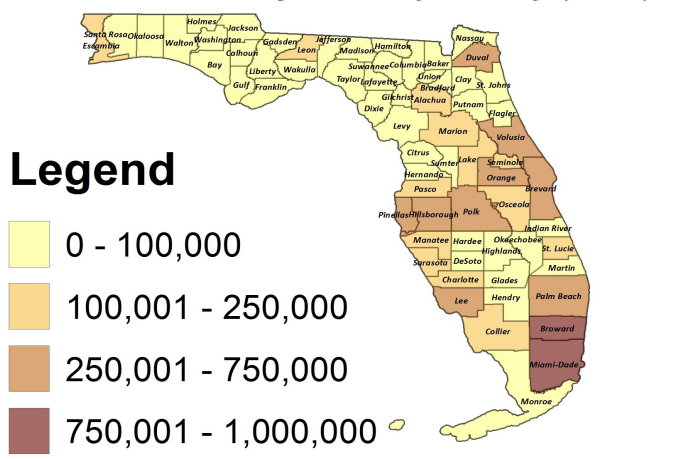 Holmes
Jackson
Santa Rosa Okaloosa
Walton
Washington
Escambia
Calhoun
Gadsden
Jefferson
Leon
Madison
Hamilton
Nassau
Bay
Liberty
Wakulla
Suwannee
Columbia
Baker
Duval
Gulf
Franklin
Taylor
Lafayette
Union
Bradford
Clay
St. Johns
Dixie
Gilchrist
Alachua
Putnam
Flagler
Levy
Marion
Volusia
Citrus
Sumter
Lake
Seminole
Hernando
Orange
Pasco
Brevard
Pinellas
Hillsborough
Polk
Osceola
Indian River
Manatee
Hardee
Okeechobee
Highlands
St. Lucie
Sarasota
DeSoto
Martin
Charlotte
Glades
Lee
Hendry
Palm Beach
Collier
Broward
Miami-Dade
Monroe
Legend
0 - 100,000
100,001 - 250,000
250,001 - 750,000
750,001 - 1,000,000